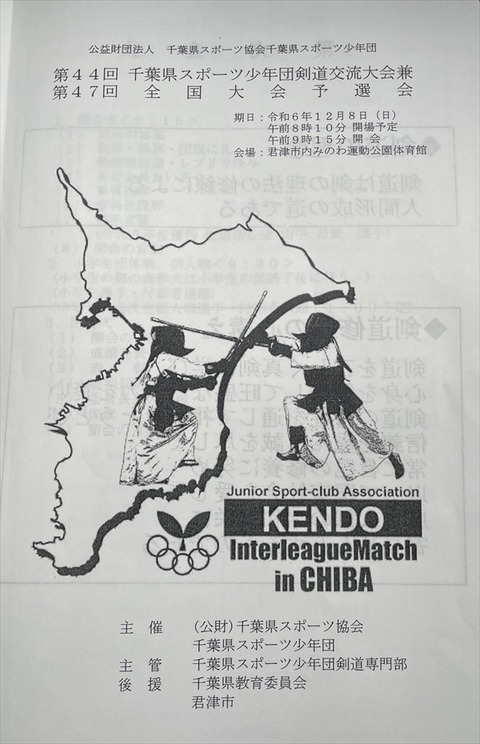 公益財団法人　千葉県スポーツ協会千葉県スポーツ少年団
第４４回 千葉県スポーツ少年団剣道交流大会兼
第４７回　全　国　大　会　予　選　会
期日：令和６年１２月８日（日）
午前８時１０分 開場予定
午前９時１５分 開 会
会場：君津市内みのわ運動公園体育館
Junior Sport-club Association
KENDO
InterleagueMatch
in CHIBA
主　催　（公財）千葉県スポーツ協会
千葉県スポーツ少年団
主　管　千葉県スポーツ少年団剣道専門部
後　援　千葉県教育委員会
君津市